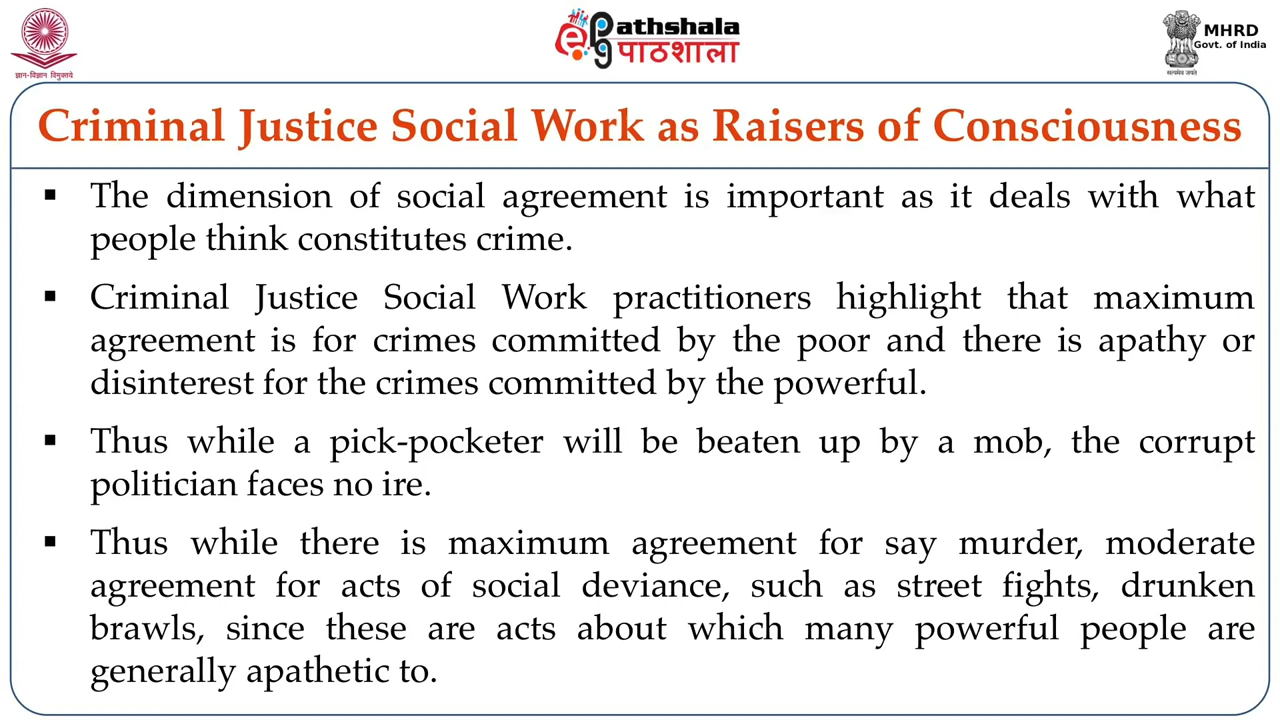 ज्ञान-विज्ञान विमुक्तये
ePG Pathshala
पाठशाला
MHRD
Govt. of India
सत्यमेव जयते
Criminal Justice Social Work as Raisers of Consciousness
▪ The dimension of social agreement is important as it deals with what
people think constitutes crime.
▪ Criminal Justice Social Work practitioners highlight that maximum
agreement is for crimes committed by the poor and there is apathy or
disinterest for the crimes committed by the powerful.
▪ Thus while a pick-pocketer will be beaten up by a mob, the corrupt
politician faces no ire.
▪ Thus while there is maximum agreement for say murder, moderate
agreement for acts of social deviance, such as street fights, drunken
brawls, since these are acts about which many powerful people are
generally apathetic to.